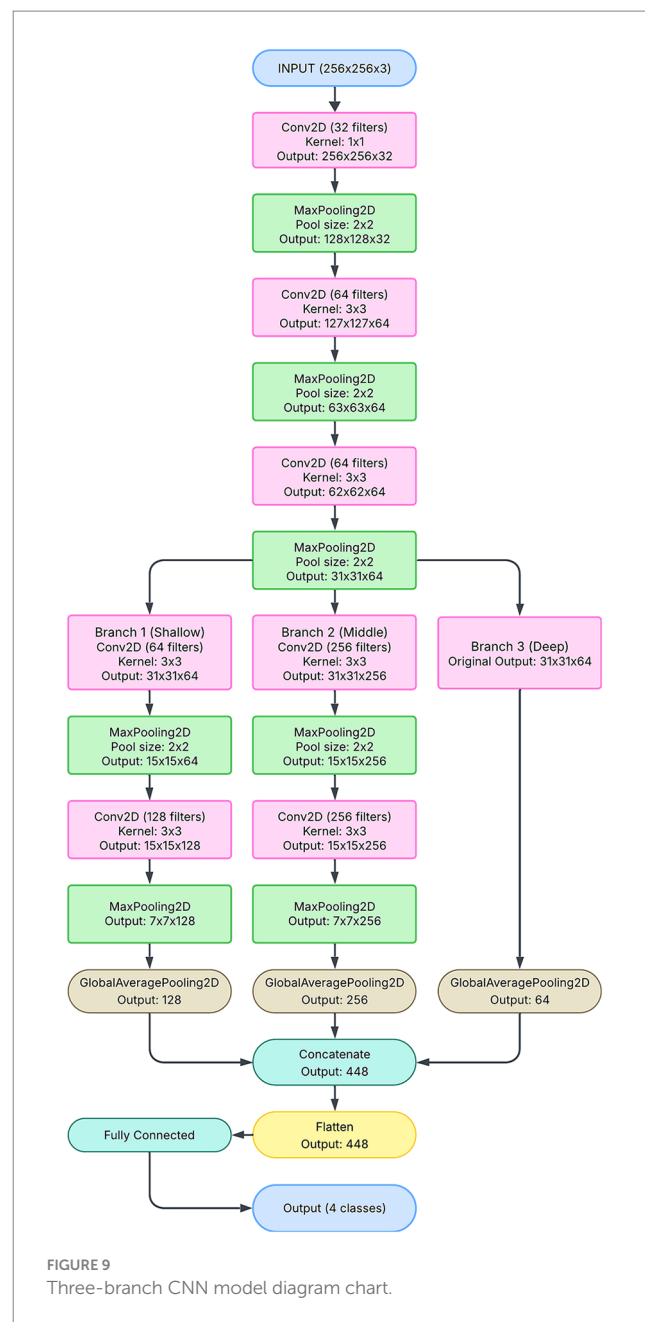 INPUT (256x256x3)
Conv2D (32 filters)
Kernel: 1x1
Output: 256x256x32
MaxPooling2D
Pool size: 2x2
Output: 128x128x32
Conv2D (64 filters)
Kernel: 3x3
Output: 127x127x64
MaxPooling2D
Pool size: 2x2
Output: 63x63x64
Conv2D (64 filters)
Kernel: 3x3
Output: 62x62x64
MaxPooling2D
Pool size: 2x2
Output: 31x31x64
Branch 1 (Shallow)
Conv2D (64 filters)
Kernel: 3x3
Output: 31x31x64
MaxPooling2D
Pool size: 2x2
Output: 15x15x64
Conv2D (128 filters)
Kernel: 3x3
Output: 15x15x128
MaxPooling2D
Output: 7x7x128
GlobalAveragePooling2D
Output: 128
Branch 2 (Middle)
Conv2D (256 filters)
Kernel: 3x3
Output: 31x31x256
MaxPooling2D
Pool size: 2x2
Output: 15x15x256
Conv2D (256 filters)
Kernel: 3x3
Output: 15x15x256
MaxPooling2D
Output: 7x7x256
GlobalAveragePooling2D
Output: 256
Branch 3 (Deep)
Original Output: 31x31x64
GlobalAveragePooling2D
Output: 64
Concatenate
Output: 448
Flatten
Output: 448
Fully Connected
Output (4 classes)
FIGURE 9
Three-branch CNN model diagram chart.